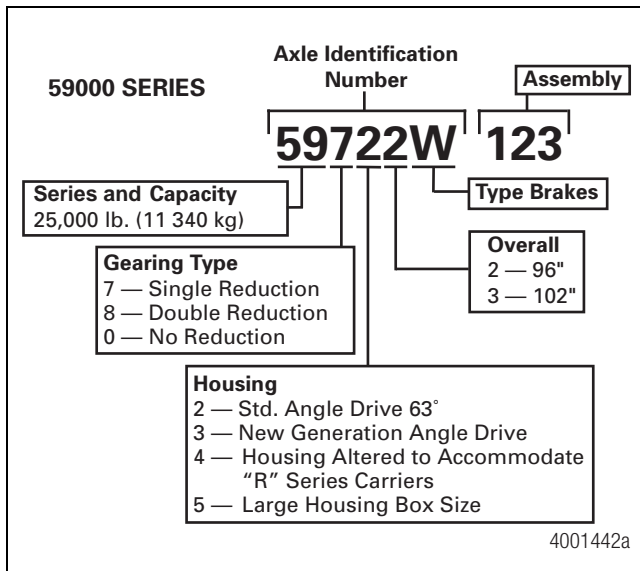 Axle Identification
Number
59000 SERIES
Assembly
59722W 123
Series and Capacity
25,000 lb. (11 340 kg)
Type Brakes
Gearing Type
7 — Single Reduction
8 — Double Reduction
0 — No Reduction
Overall
2 — 96"
3 — 102"
Housing
2 — Std. Angle Drive 63°
3 — New Generation Angle Drive
4 — Housing Altered to Accommodate
“R” Series Carriers
5 — Large Housing Box Size
4001442a